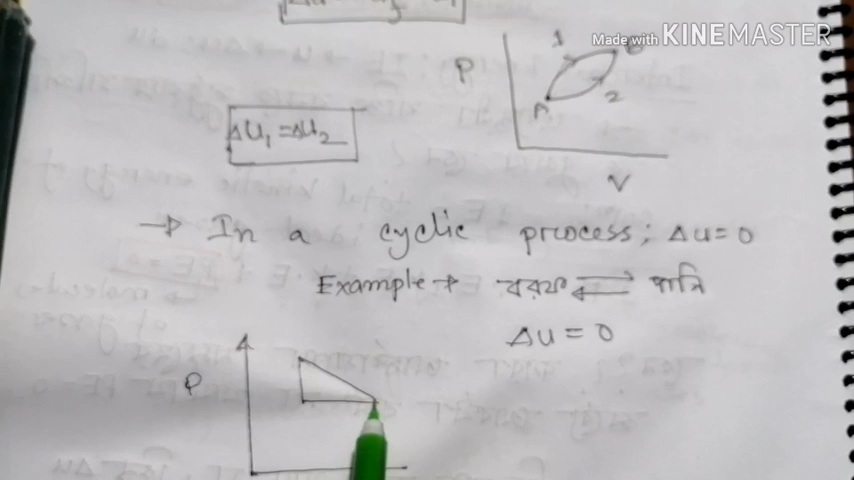 Made with KINEMASTER
P
1
A
2
V
ΔU₁ = ΔU₂
→ In a cyclic process; Δu = 0
Example → বরফ ⇌ পানি
Δu = 0
P